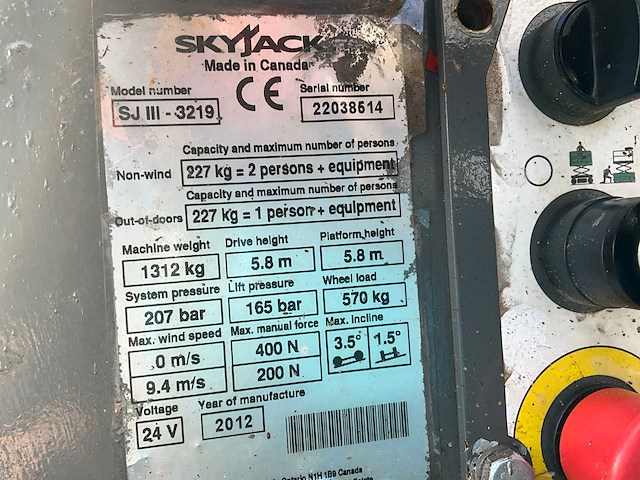 SKYJACK
Made in Canada
Model number Serial number
SJ III - 3219 22038514
CE
Capacity and maximum number of persons
Non-wind 227 kg = 2 persons + equipment
Capacity and maximum number of persons
Out-of-doors 227 kg = 1 person + equipment
Machine weight Drive height Platform height
1312 kg 5.8 m 5.8 m
System pressure Lift pressure Wheel load
207 bar 165 bar 570 kg
Max. wind speed Max. manual force Max. incline
0 m/s 400 N 3.5° 1.5°
9.4 m/s 200 N
Voltage Year of manufacture
24 V 2012
Ontario N1H 1B9 Canada